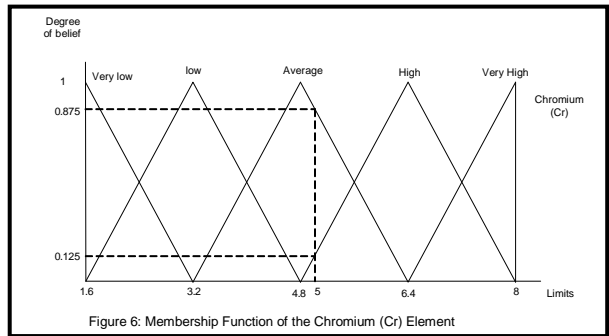 Degree
of belief
1
Very low
low
Average
High
Very High
Chromium
(Cr)
0.875
0.125
1.6
3.2
4.8
5
6.4
8
Limits
Figure 6: Membership Function of the Chromium (Cr) Element